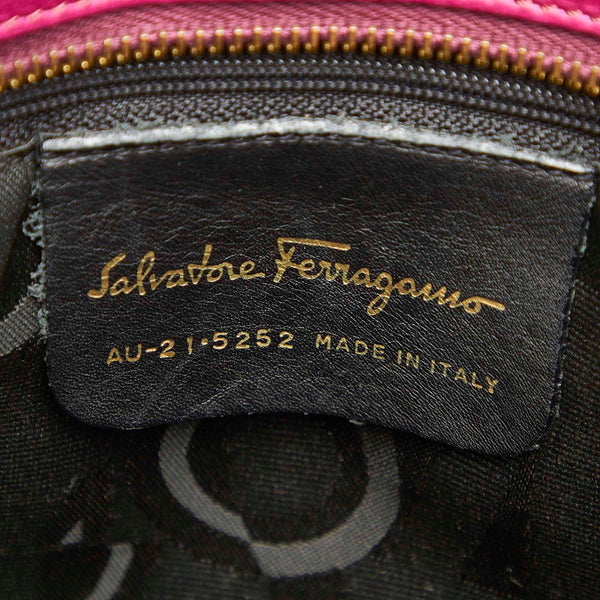 Salvatore Ferragamo
AU-21·5252 MADE IN ITALY